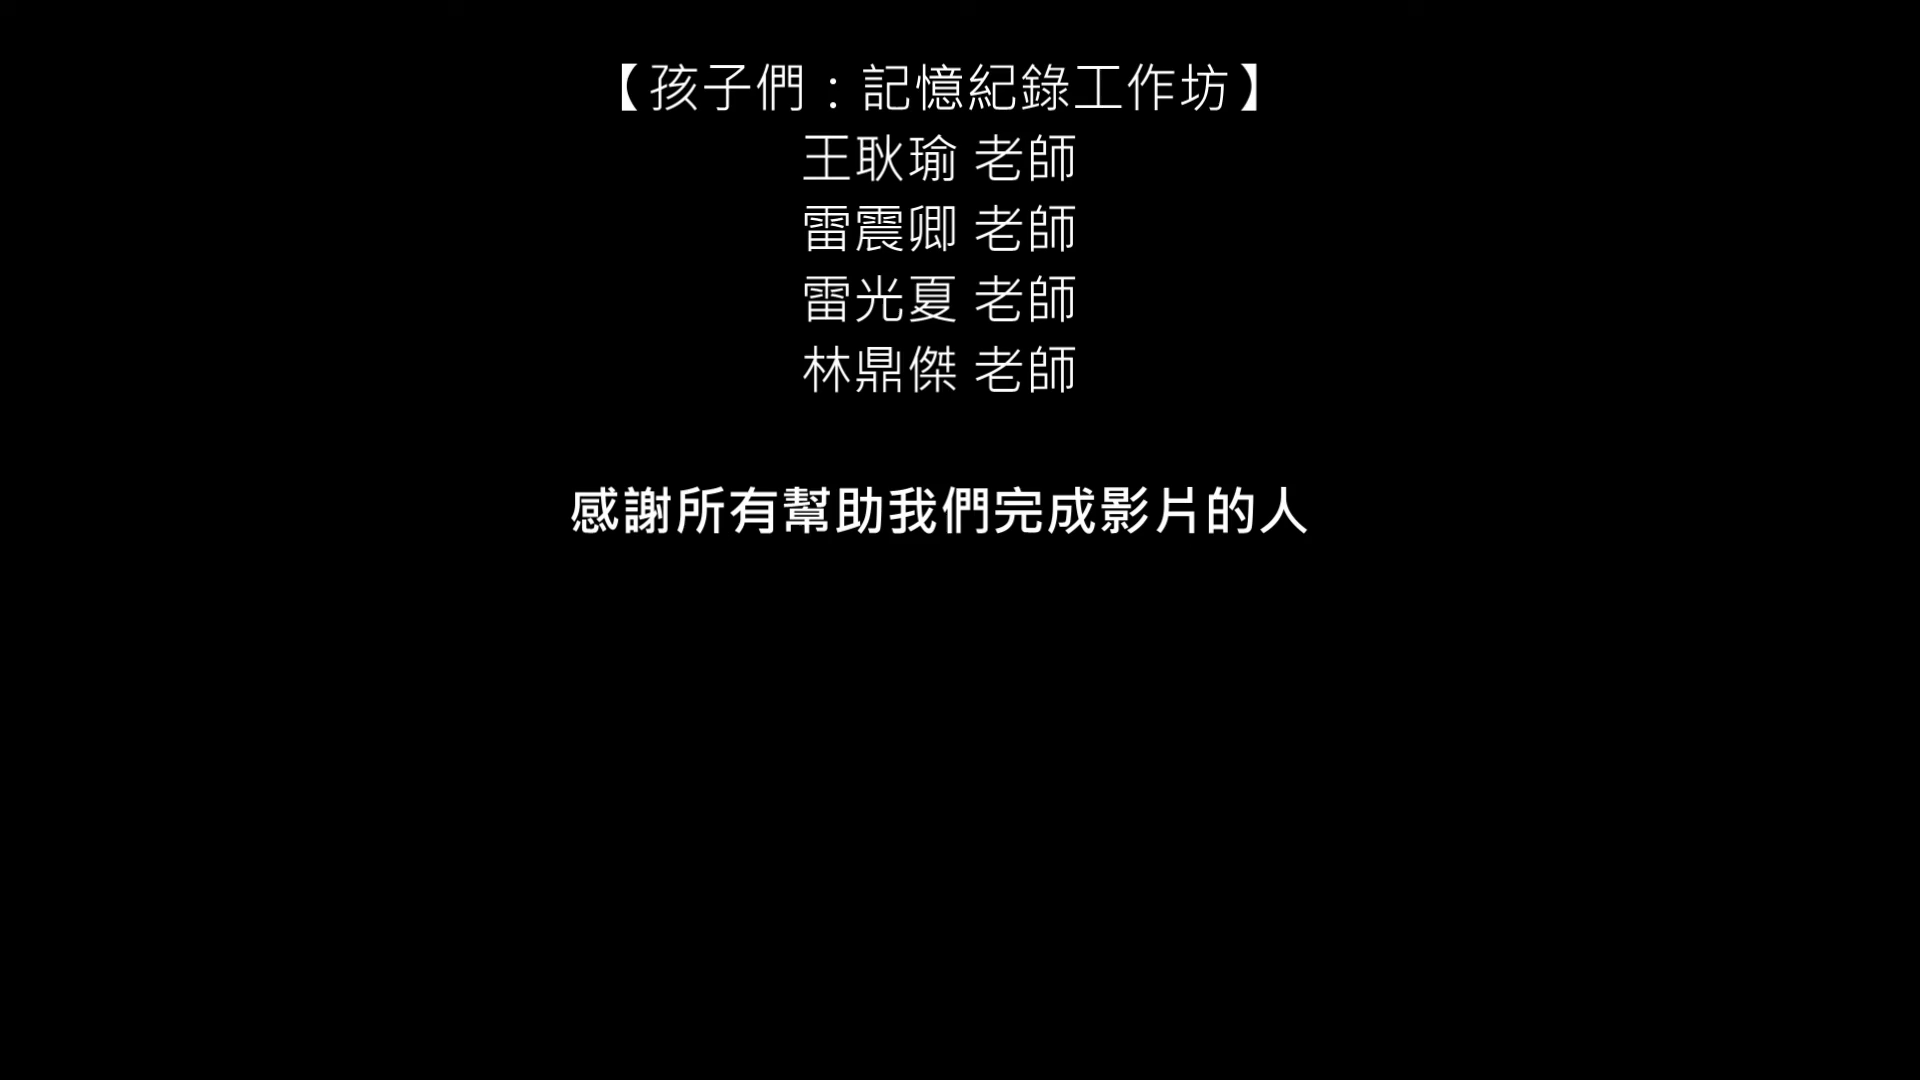 【孩子們：記憶紀錄工作坊】
王耿瑜 老師
雷震卿 老師
雷光夏 老師
林鼎傑 老師
感謝所有幫助我們完成影片的人